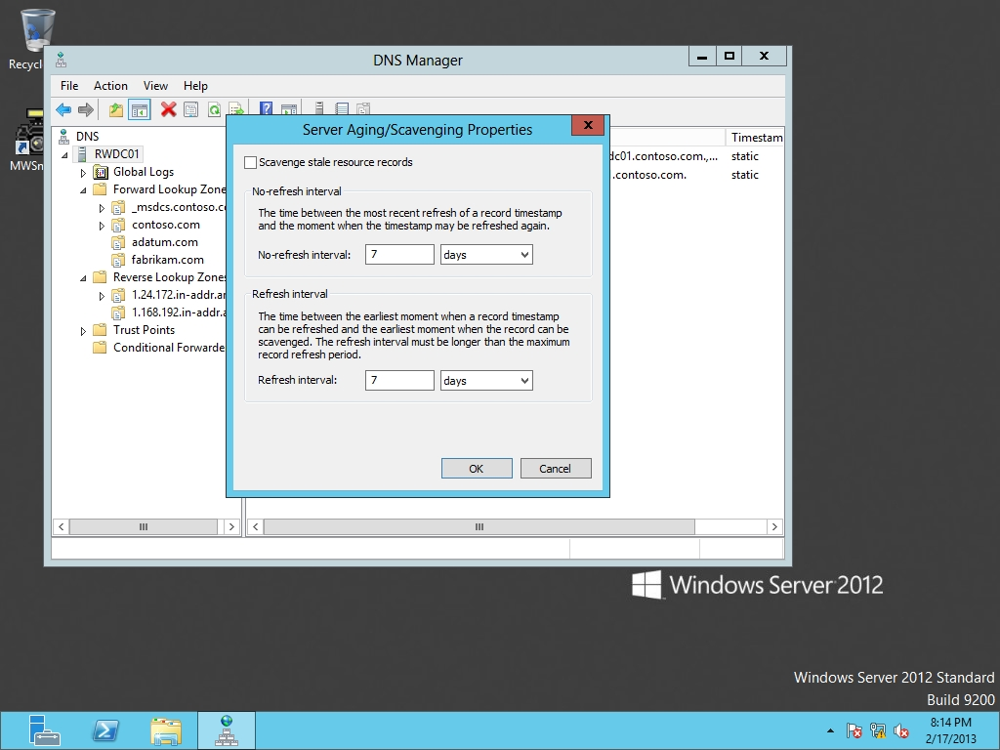 Recycl
MWSn
DNS Manager
File Action View Help
DNS
RWDC01
Global Logs
Forward Lookup Zone
_msdcs.contoso.co
contoso.com
adatum.com
fabrikam.com
Reverse Lookup Zones
1.24.172.in-addr.ar
1.168.192.in-addr.a
Trust Points
Conditional Forwarde
Timestam
dc01.contoso.com.,... static
.contoso.com. static
Server Aging/Scavenging Properties
Scavenge stale resource records
No-refresh interval
The time between the most recent refresh of a record timestamp
and the moment when the timestamp may be refreshed again.
No-refresh interval: 7 days
Refresh interval
The time between the earliest moment when a record timestamp
can be refreshed and the earliest moment when the record can be
scavenged. The refresh interval must be longer than the maximum
record refresh period.
Refresh interval: 7 days
OK Cancel
Windows Server 2012
Windows Server 2012 Standard
Build 9200
8:14 PM
2/17/2013